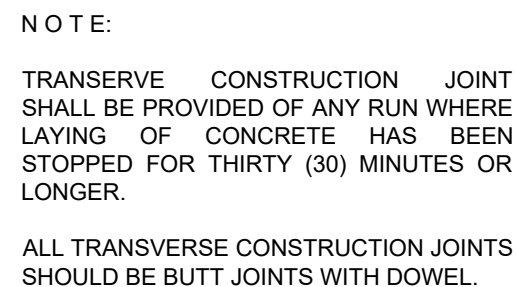 N O T E:
TRANSERVE CONSTRUCTION JOINT
SHALL BE PROVIDED OF ANY RUN WHERE
LAYING OF CONCRETE HAS BEEN
STOPPED FOR THIRTY (30) MINUTES OR
LONGER.
ALL TRANSVERSE CONSTRUCTION JOINTS
SHOULD BE BUTT JOINTS WITH DOWEL.